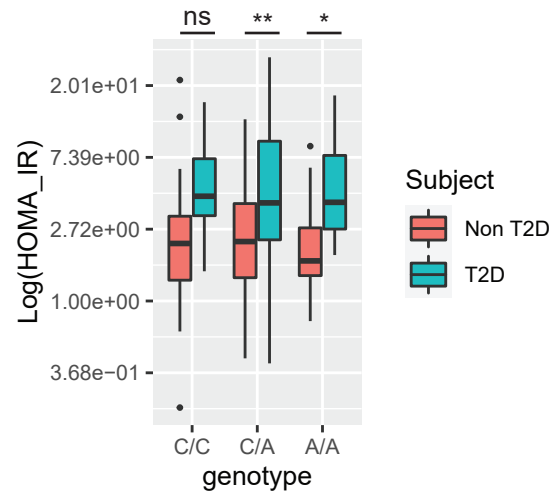 ns ** *
Log(HOMA_IR)
2.01e+01
7.39e+00
2.72e+00
1.00e+00
3.68e−01
C/C C/A A/A
genotype
Subject
Non T2D
T2D